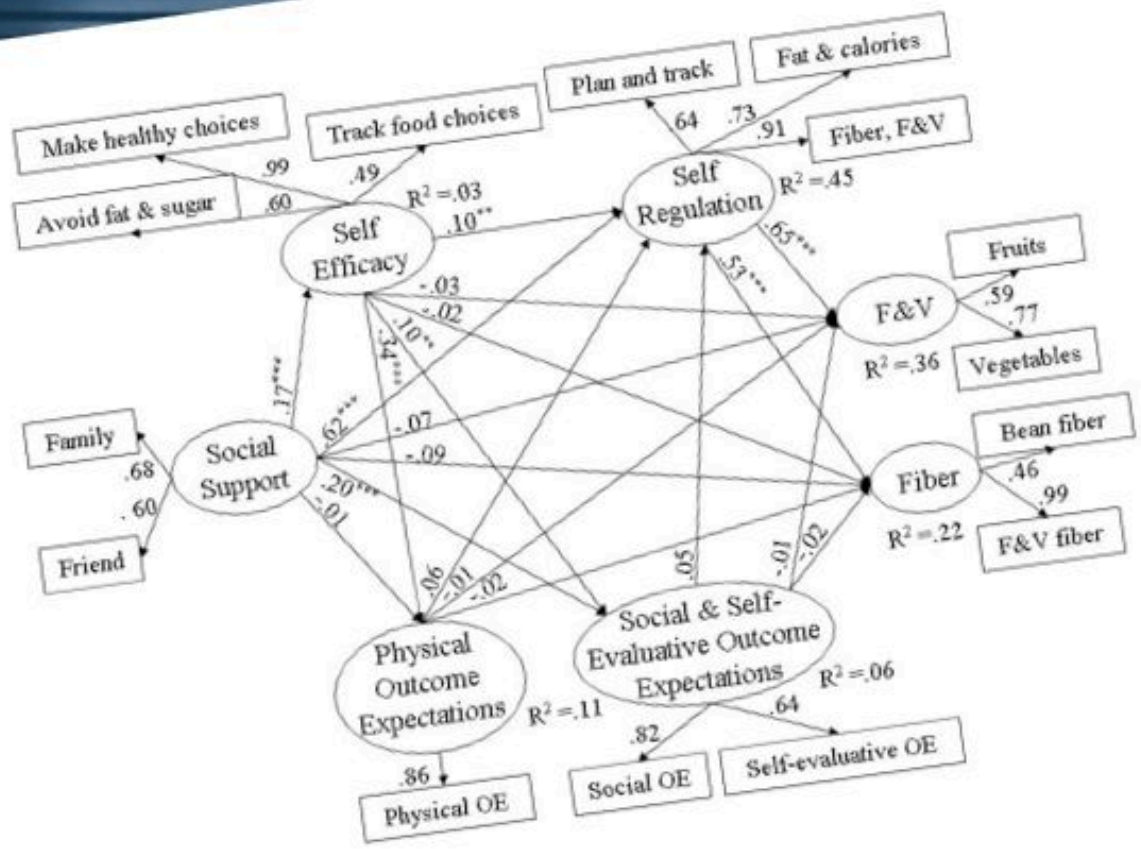 Plan and track
Fat & calories
Make healthy choices
Track food choices
.64
.73
.91
Fiber, F&V
.99
.49
Self
Regulation
R² =.45
Avoid fat & sugar
.60
R² =.03
.10**
Self
Efficacy
.65***
.53***
Fruits
-.03
-.02
F&V
.59
.77
.34***
.10**
R² =.36
Vegetables
.17***
Family
.68
Social
Support
.62***
-.07
-.09
Bean fiber
Fiber
.46
.99
.60
.20***
-.01
R² =.22
F&V fiber
Friend
.06
-.01
-.02
.05
-.01
-.02
Physical
Outcome
Expectations
R² =.11
Social & Self-
Evaluative Outcome
Expectations
R² =.06
.86
.82
.64
Physical OE
Social OE
Self-evaluative OE